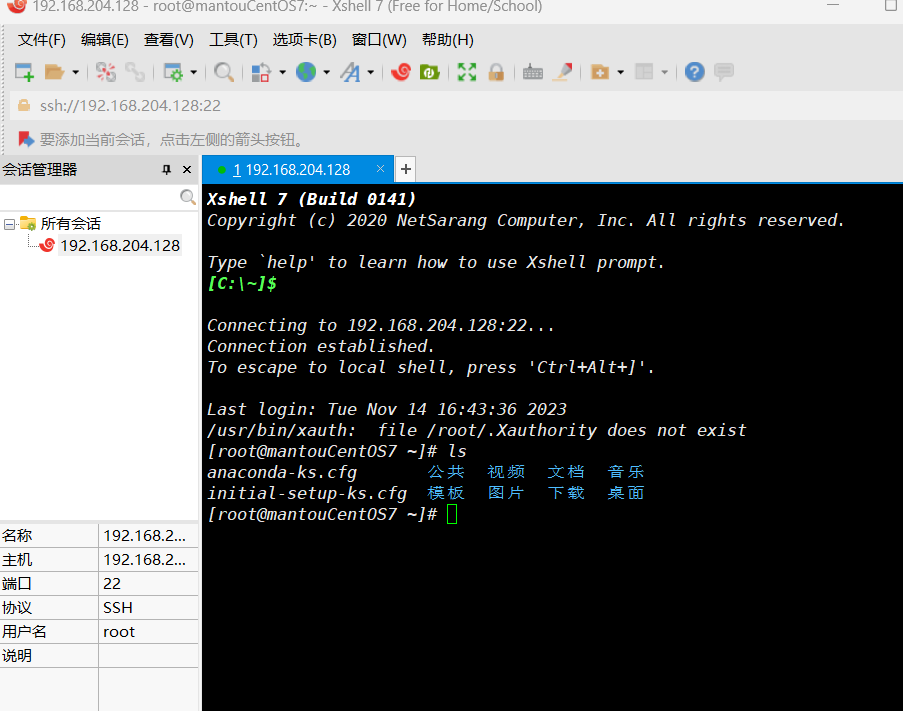 192.168.204.128 - root@mantouCentOS7:~ - Xshell 7 (Free for Home/School)
文件(F) 编辑(E) 查看(V) 工具(T) 选项卡(B) 窗口(W) 帮助(H)
ssh://192.168.204.128:22
要添加当前会话，点击左侧的箭头按钮。
会话管理器
所有会话
192.168.204.128
名称 192.168.2...
主机 192.168.2...
端口 22
协议 SSH
用户名 root
说明
1 192.168.204.128
Xshell 7 (Build 0141)
Copyright (c) 2020 NetSarang Computer, Inc. All rights reserved.
Type `help' to learn how to use Xshell prompt.
[C:\~]$
Connecting to 192.168.204.128:22...
Connection established.
To escape to local shell, press 'Ctrl+Alt+]'.
Last login: Tue Nov 14 16:43:36 2023
/usr/bin/xauth:  file /root/.Xauthority does not exist
[root@mantouCentOS7 ~]# ls
anaconda-ks.cfg 公共 视频 文档 音乐
initial-setup-ks.cfg 模板 图片 下载 桌面
[root@mantouCentOS7 ~]#